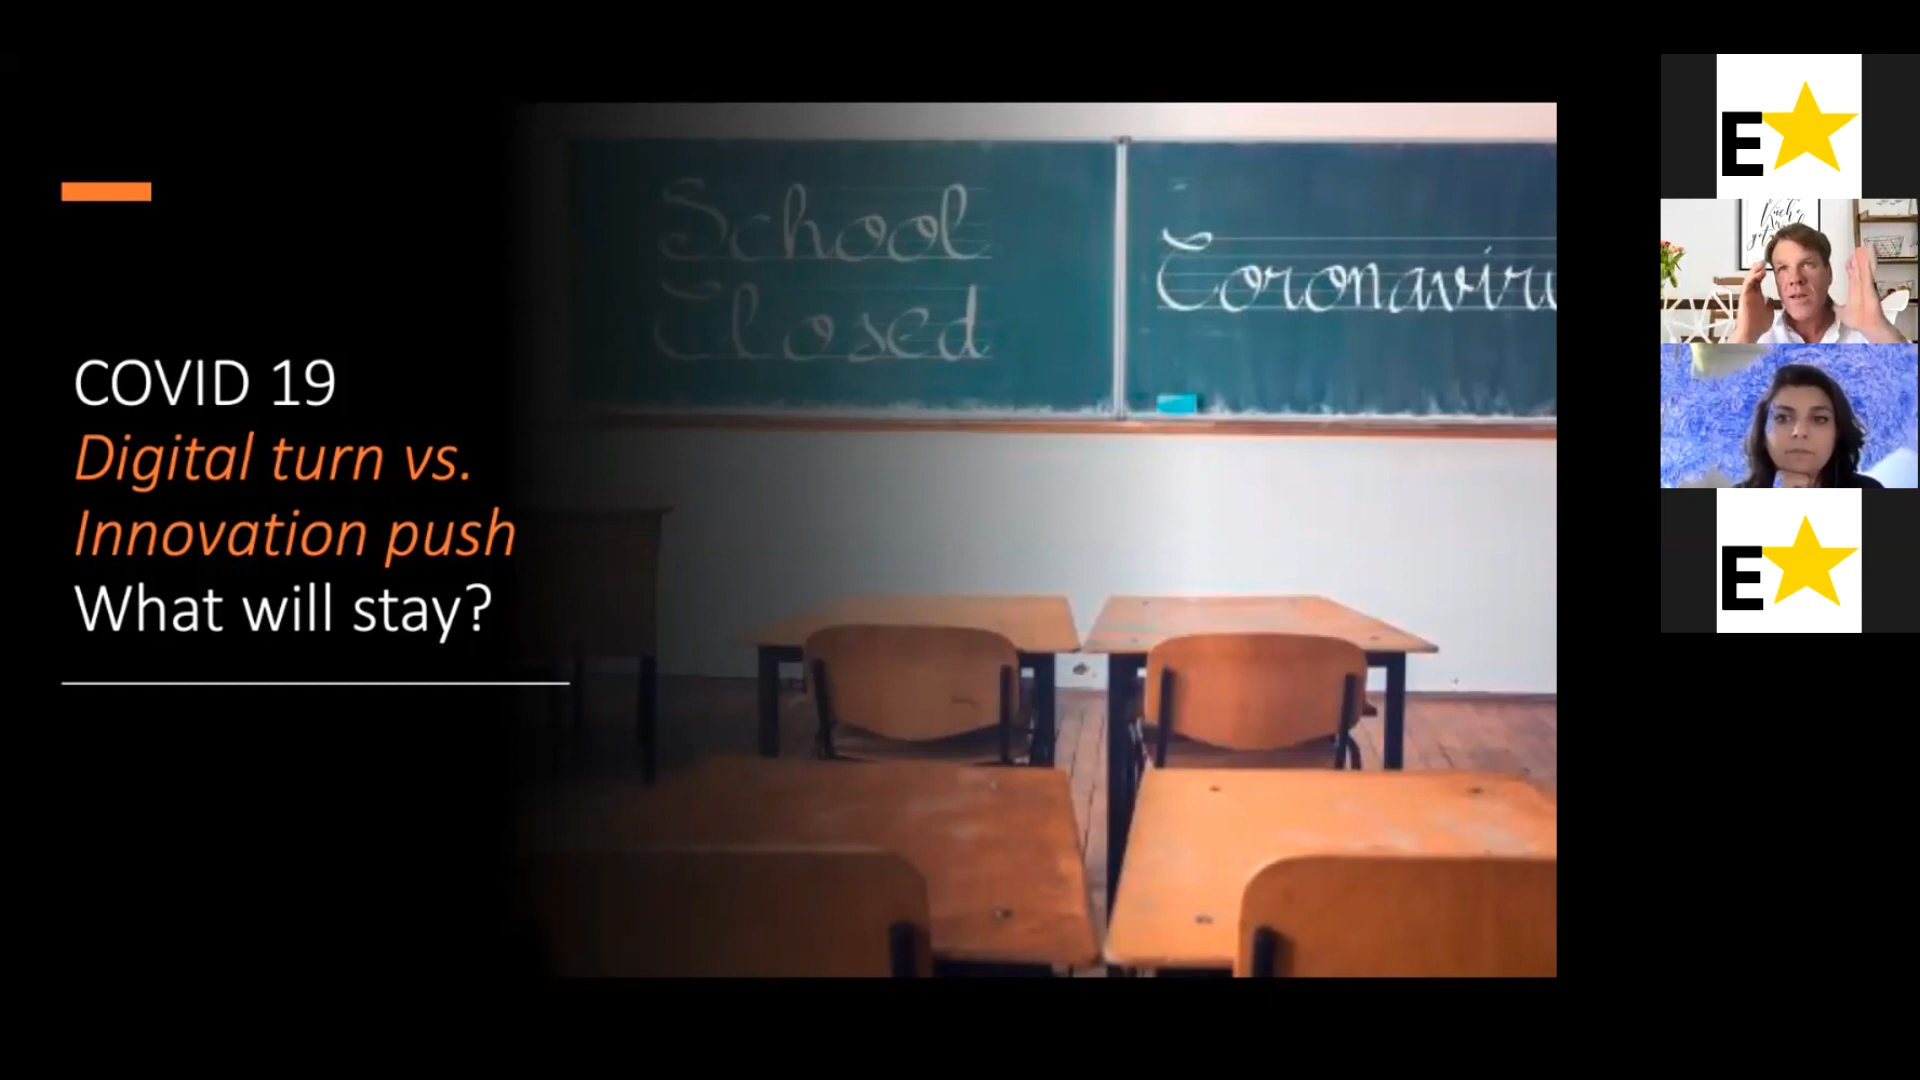 COVID 19
Digital turn vs.
Innovation push
What will stay?
School
Closed
Coronaviru
E
E